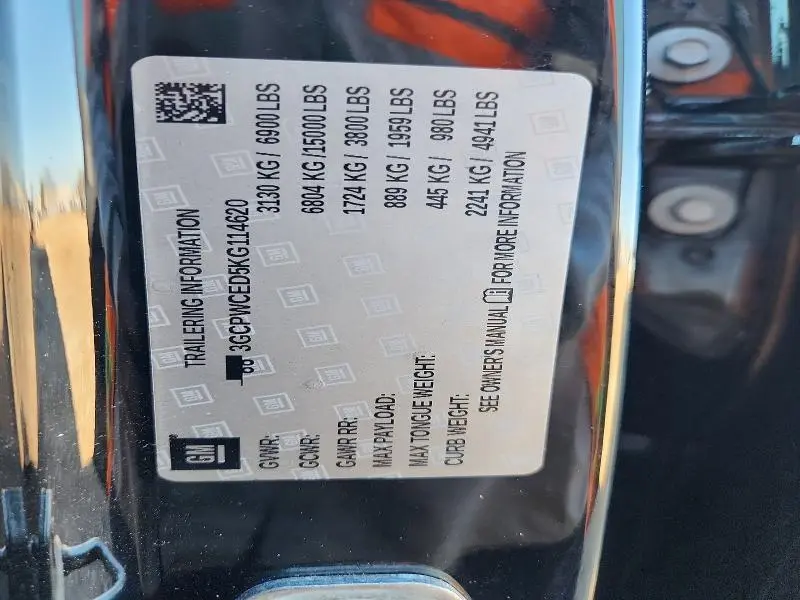 TRAILERING INFORMATION
3GCPWCED5KG114620
GM
GVWR: 3130 KG / 6900 LBS
GCWR: 6804 KG /15000 LBS
GAWR RR: 1724 KG / 3800 LBS
MAX PAYLOAD: 889 KG / 1959 LBS
MAX TONGUE WEIGHT: 445 KG / 980 LBS
CURB WEIGHT: 2241 KG / 4941 LBS
SEE OWNER'S MANUAL FOR MORE INFORMATION